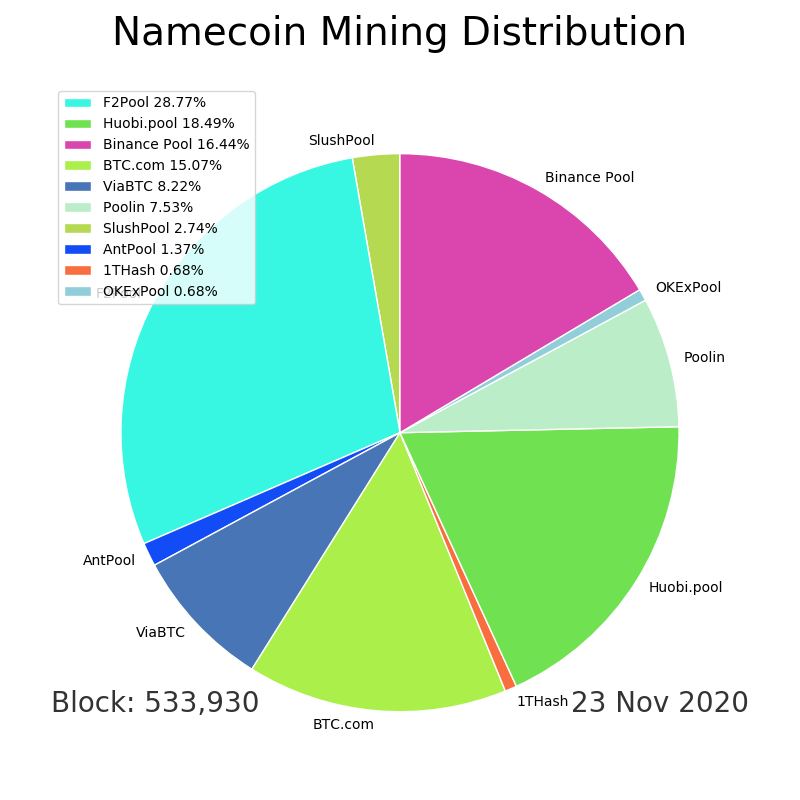 Namecoin Mining Distribution
F2Pool 28.77%
Huobi.pool 18.49%
Binance Pool 16.44%
BTC.com 15.07%
ViaBTC 8.22%
Poolin 7.53%
SlushPool 2.74%
AntPool 1.37%
1THash 0.68%
OKExPool 0.68%
SlushPool
Binance Pool
OKExPool
Poolin
F2Pool
AntPool
Huobi.pool
ViaBTC
1THash
BTC.com
Block: 533,930
23 Nov 2020